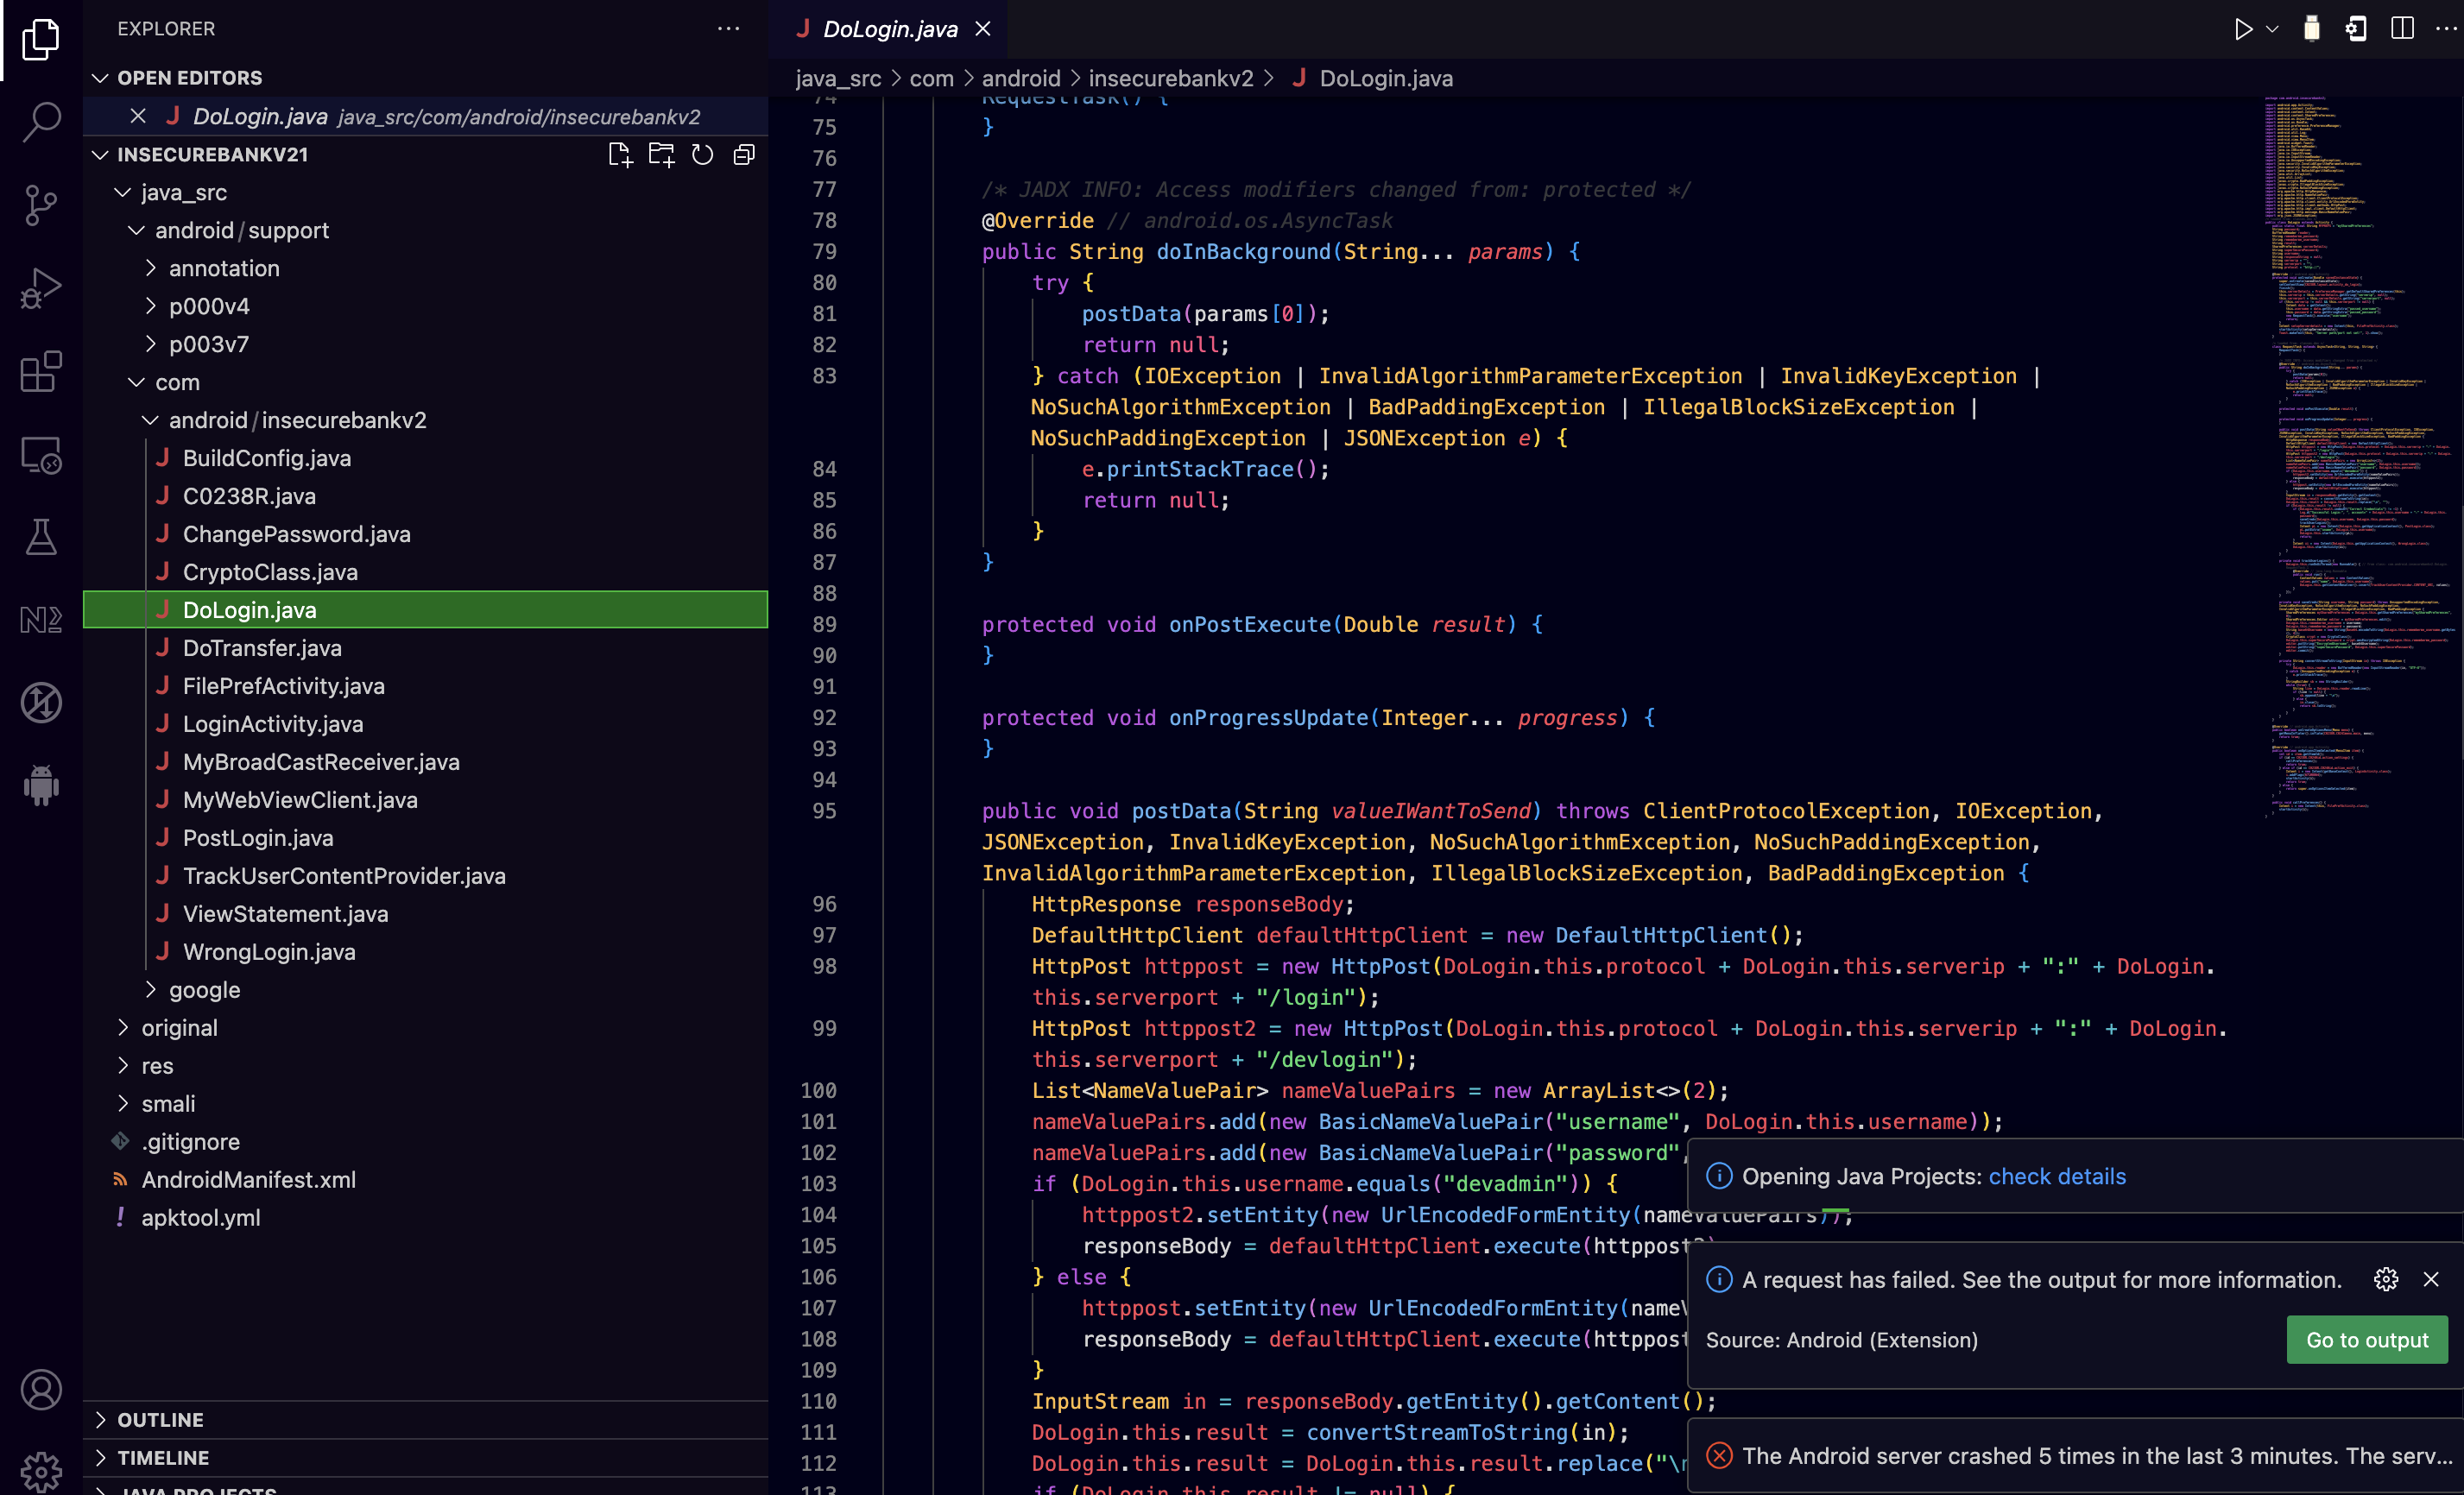 EXPLORER
OPEN EDITORS
DoLogin.java java_src/com/android/insecurebankv2
INSECUREBANKV21
java_src
android/support
annotation
p000v4
p003v7
com
android/insecurebankv2
BuildConfig.java
C0238R.java
ChangePassword.java
CryptoClass.java
DoLogin.java
DoTransfer.java
FilePrefActivity.java
LoginActivity.java
MyBroadCastReceiver.java
MyWebViewClient.java
PostLogin.java
TrackUserContentProvider.java
ViewStatement.java
WrongLogin.java
google
original
res
smali
.gitignore
AndroidManifest.xml
apktool.yml
OUTLINE
TIMELINE
JAVA PROJECTS
DoLogin.java
java_src > com > android > insecurebankv2 > DoLogin.java
74 RequestTask() {
75 }
76
77 /* JADX INFO: Access modifiers changed from: protected */
78 @Override // android.os.AsyncTask
79 public String doInBackground(String... params) {
80 try {
81 postData(params[0]);
82 return null;
83 } catch (IOException | InvalidAlgorithmParameterException | InvalidKeyException |
NoSuchAlgorithmException | BadPaddingException | IllegalBlockSizeException |
NoSuchPaddingException | JSONException e) {
84 e.printStackTrace();
85 return null;
86 }
87 }
88
89 protected void onPostExecute(Double result) {
90 }
91
92 protected void onProgressUpdate(Integer... progress) {
93 }
94
95 public void postData(String valueIWantToSend) throws ClientProtocolException, IOException,
JSONException, InvalidKeyException, NoSuchAlgorithmException, NoSuchPaddingException,
InvalidAlgorithmParameterException, IllegalBlockSizeException, BadPaddingException {
96 HttpResponse responseBody;
97 DefaultHttpClient defaultHttpClient = new DefaultHttpClient();
98 HttpPost httppost = new HttpPost(DoLogin.this.protocol + DoLogin.this.serverip + ":" + DoLogin.
this.serverport + "/login");
99 HttpPost httppost2 = new HttpPost(DoLogin.this.protocol + DoLogin.this.serverip + ":" + DoLogin.
this.serverport + "/devlogin");
100 List<NameValuePair> nameValuePairs = new ArrayList<>(2);
101 nameValuePairs.add(new BasicNameValuePair("username", DoLogin.this.username));
102 nameValuePairs.add(new BasicNameValuePair("password",
103 if (DoLogin.this.username.equals("devadmin")) {
104 httppost2.setEntity(new UrlEncodedFormEntity(nameValuePairs));
105 responseBody = defaultHttpClient.execute(httppost2)
106 } else {
107 httppost.setEntity(new UrlEncodedFormEntity(nameV
108 responseBody = defaultHttpClient.execute(httppost
109 }
110 InputStream in = responseBody.getEntity().getContent();
111 DoLogin.this.result = convertStreamToString(in);
112 DoLogin.this.result = DoLogin.this.result.replace("\n
113 if (DoLogin.this.result != null) {
Opening Java Projects: check details
A request has failed. See the output for more information.
Source: Android (Extension)
Go to output
The Android server crashed 5 times in the last 3 minutes. The serv...